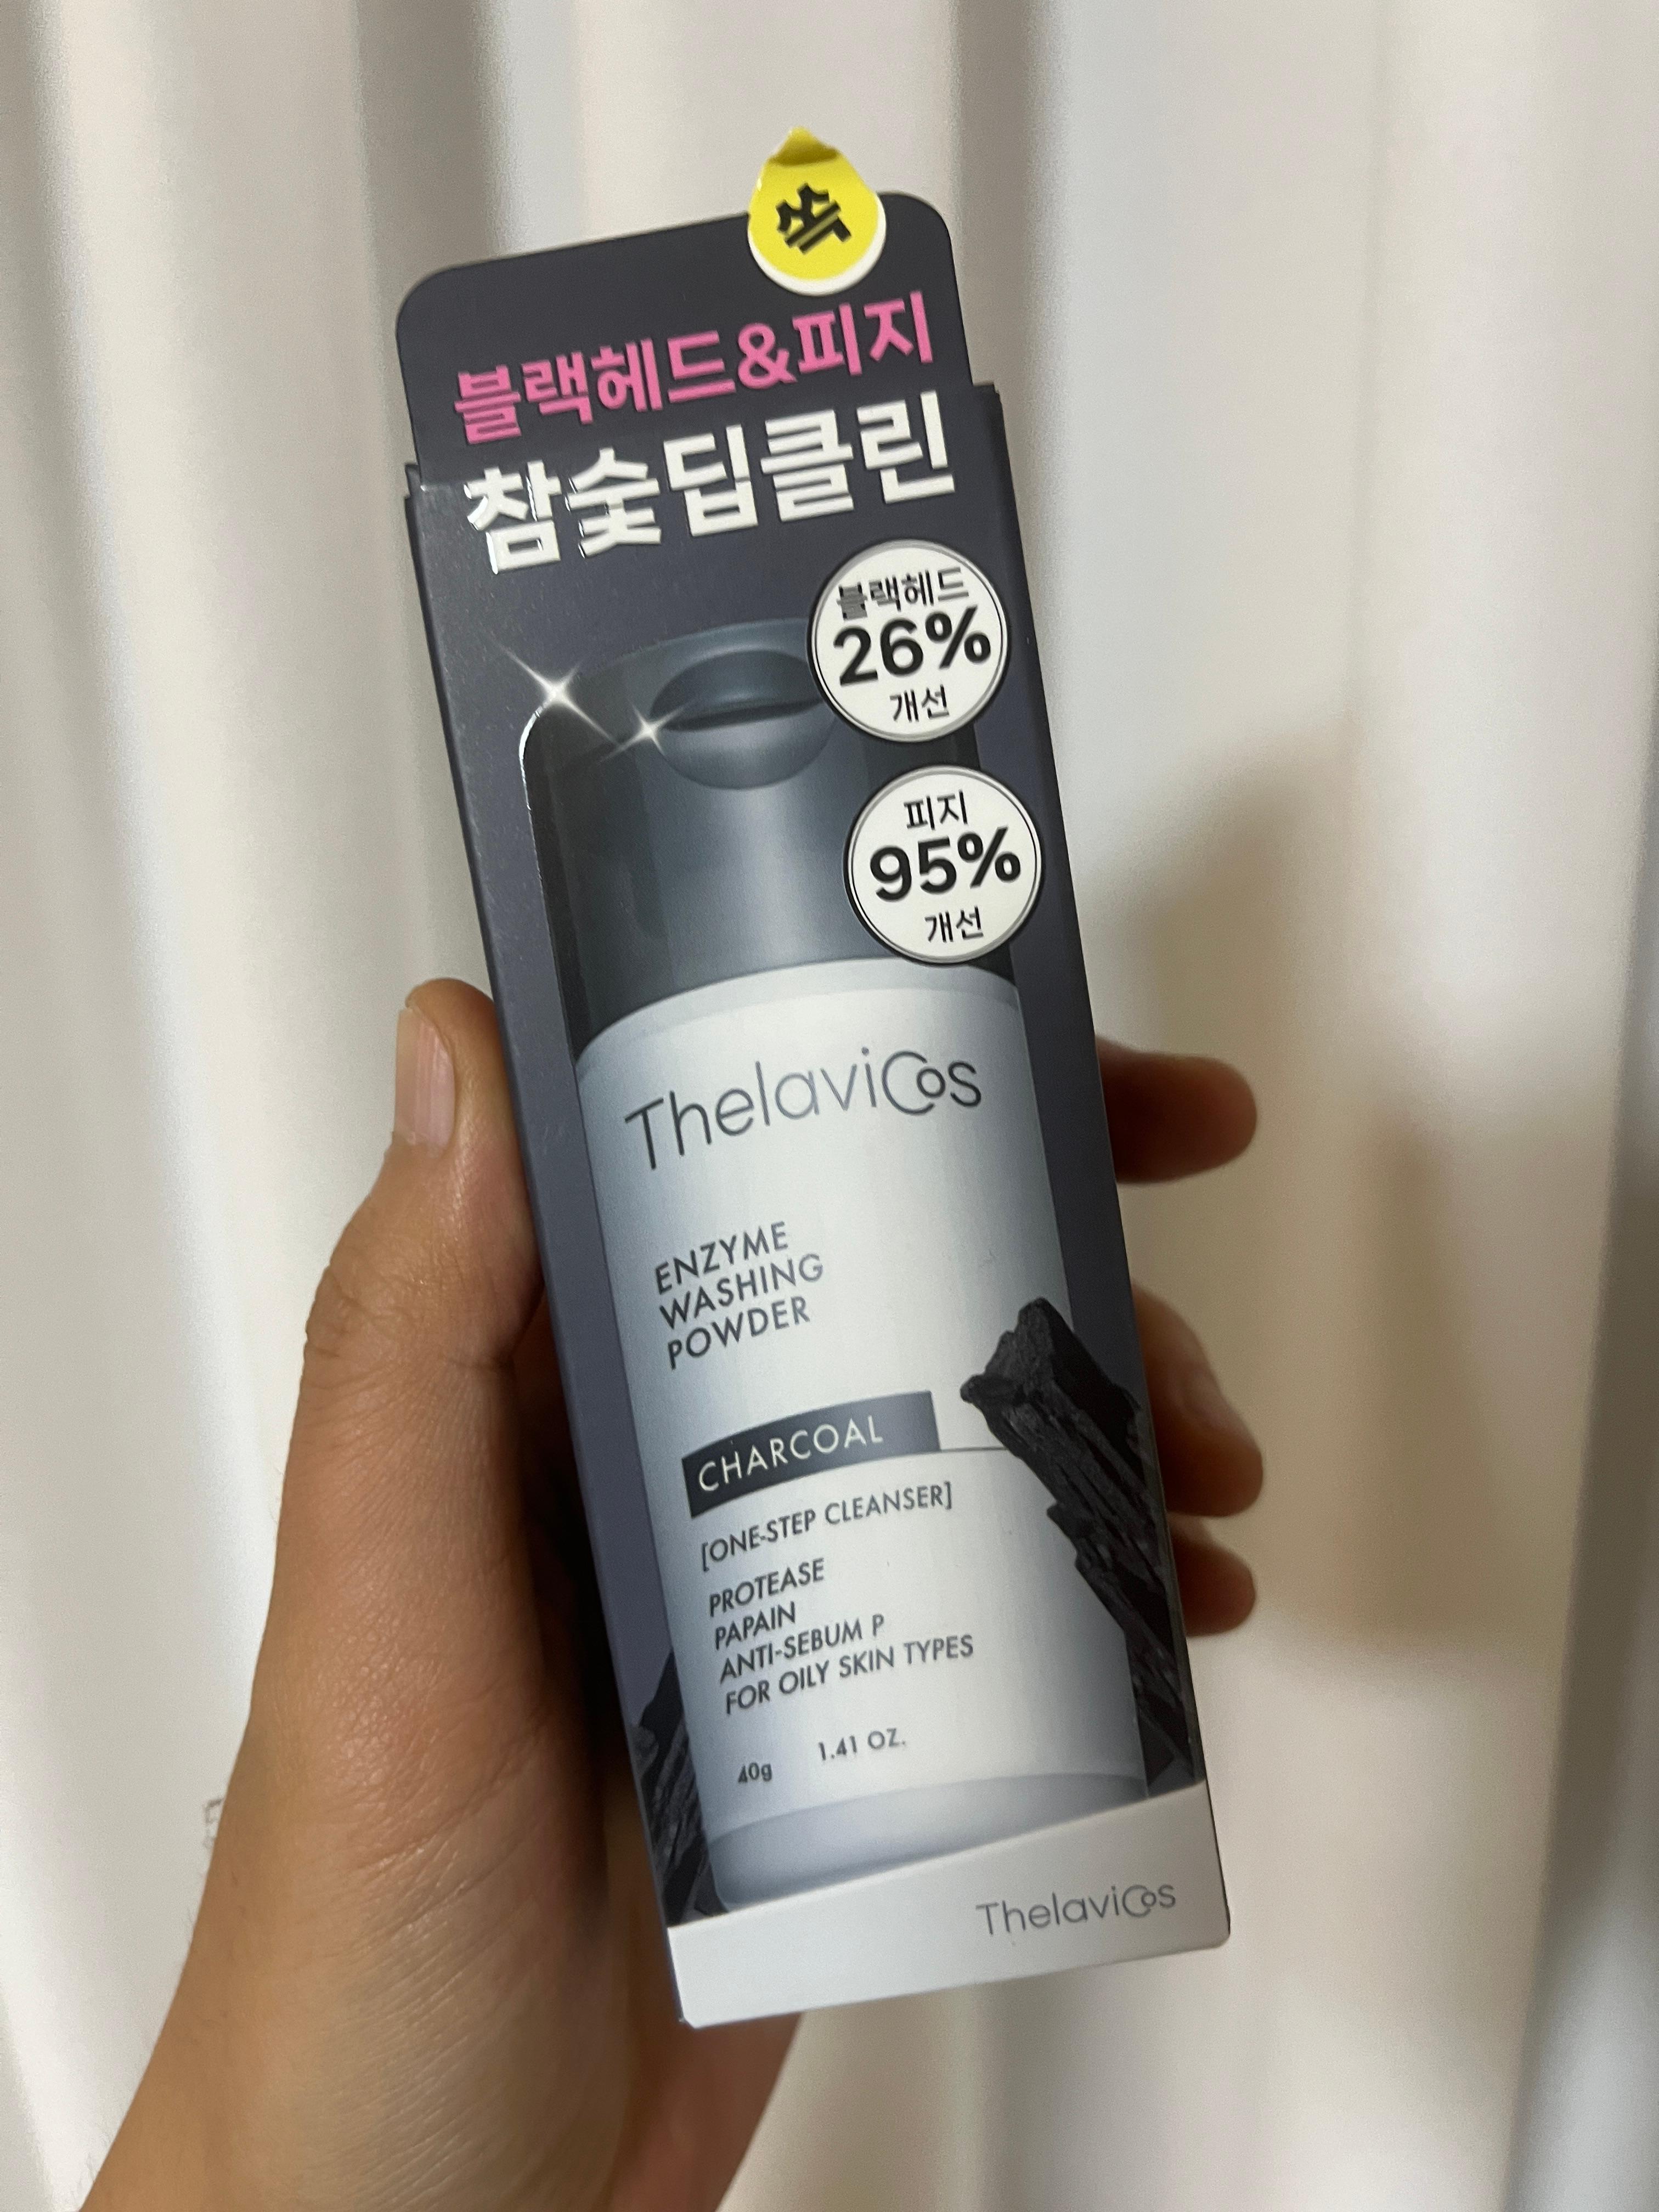 쏙
블랙헤드&피지
참숯딥클린
블랙헤드
26%
개선
피지
95%
개선
ThelaviCos
ENZYME
WASHING
POWDER
CHARCOAL
[ONE-STEP CLEANSER]
PROTEASE
PAPAIN
ANTI-SEBUM P
FOR OILY SKIN TYPES
40g 1.41 OZ.
ThelaviCos